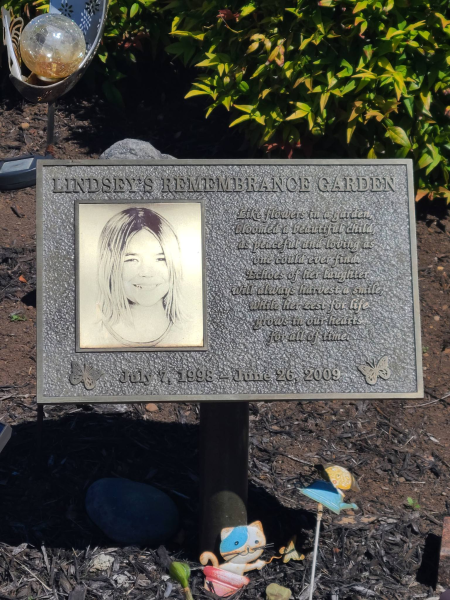 LINDSEY'S REMEMBRANCE GARDEN
Like flowers in a garden,
bloomed a beautiful child
as peaceful and loving as
one could ever find.
Echoes of her laughter,
will always harvest a smile,
while her zest for life
grows in our hearts
for all of time.
July 7, 1998 – June 26, 2009